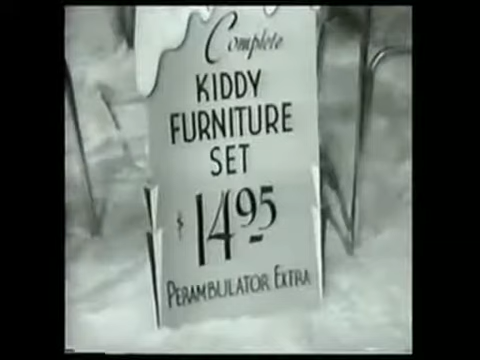 Complete
KIDDY
FURNITURE
SET
$14.95
PERAMBULATOR EXTRA